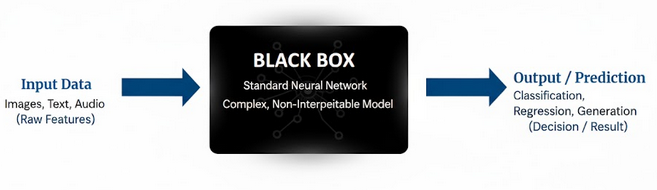 Input Data
Images, Text, Audio
(Raw Features)
BLACK BOX
Standard Neural Network
Complex, Non-Interpeitable Model
Output / Prediction
Classification,
Regression, Generation
(Decision / Result)